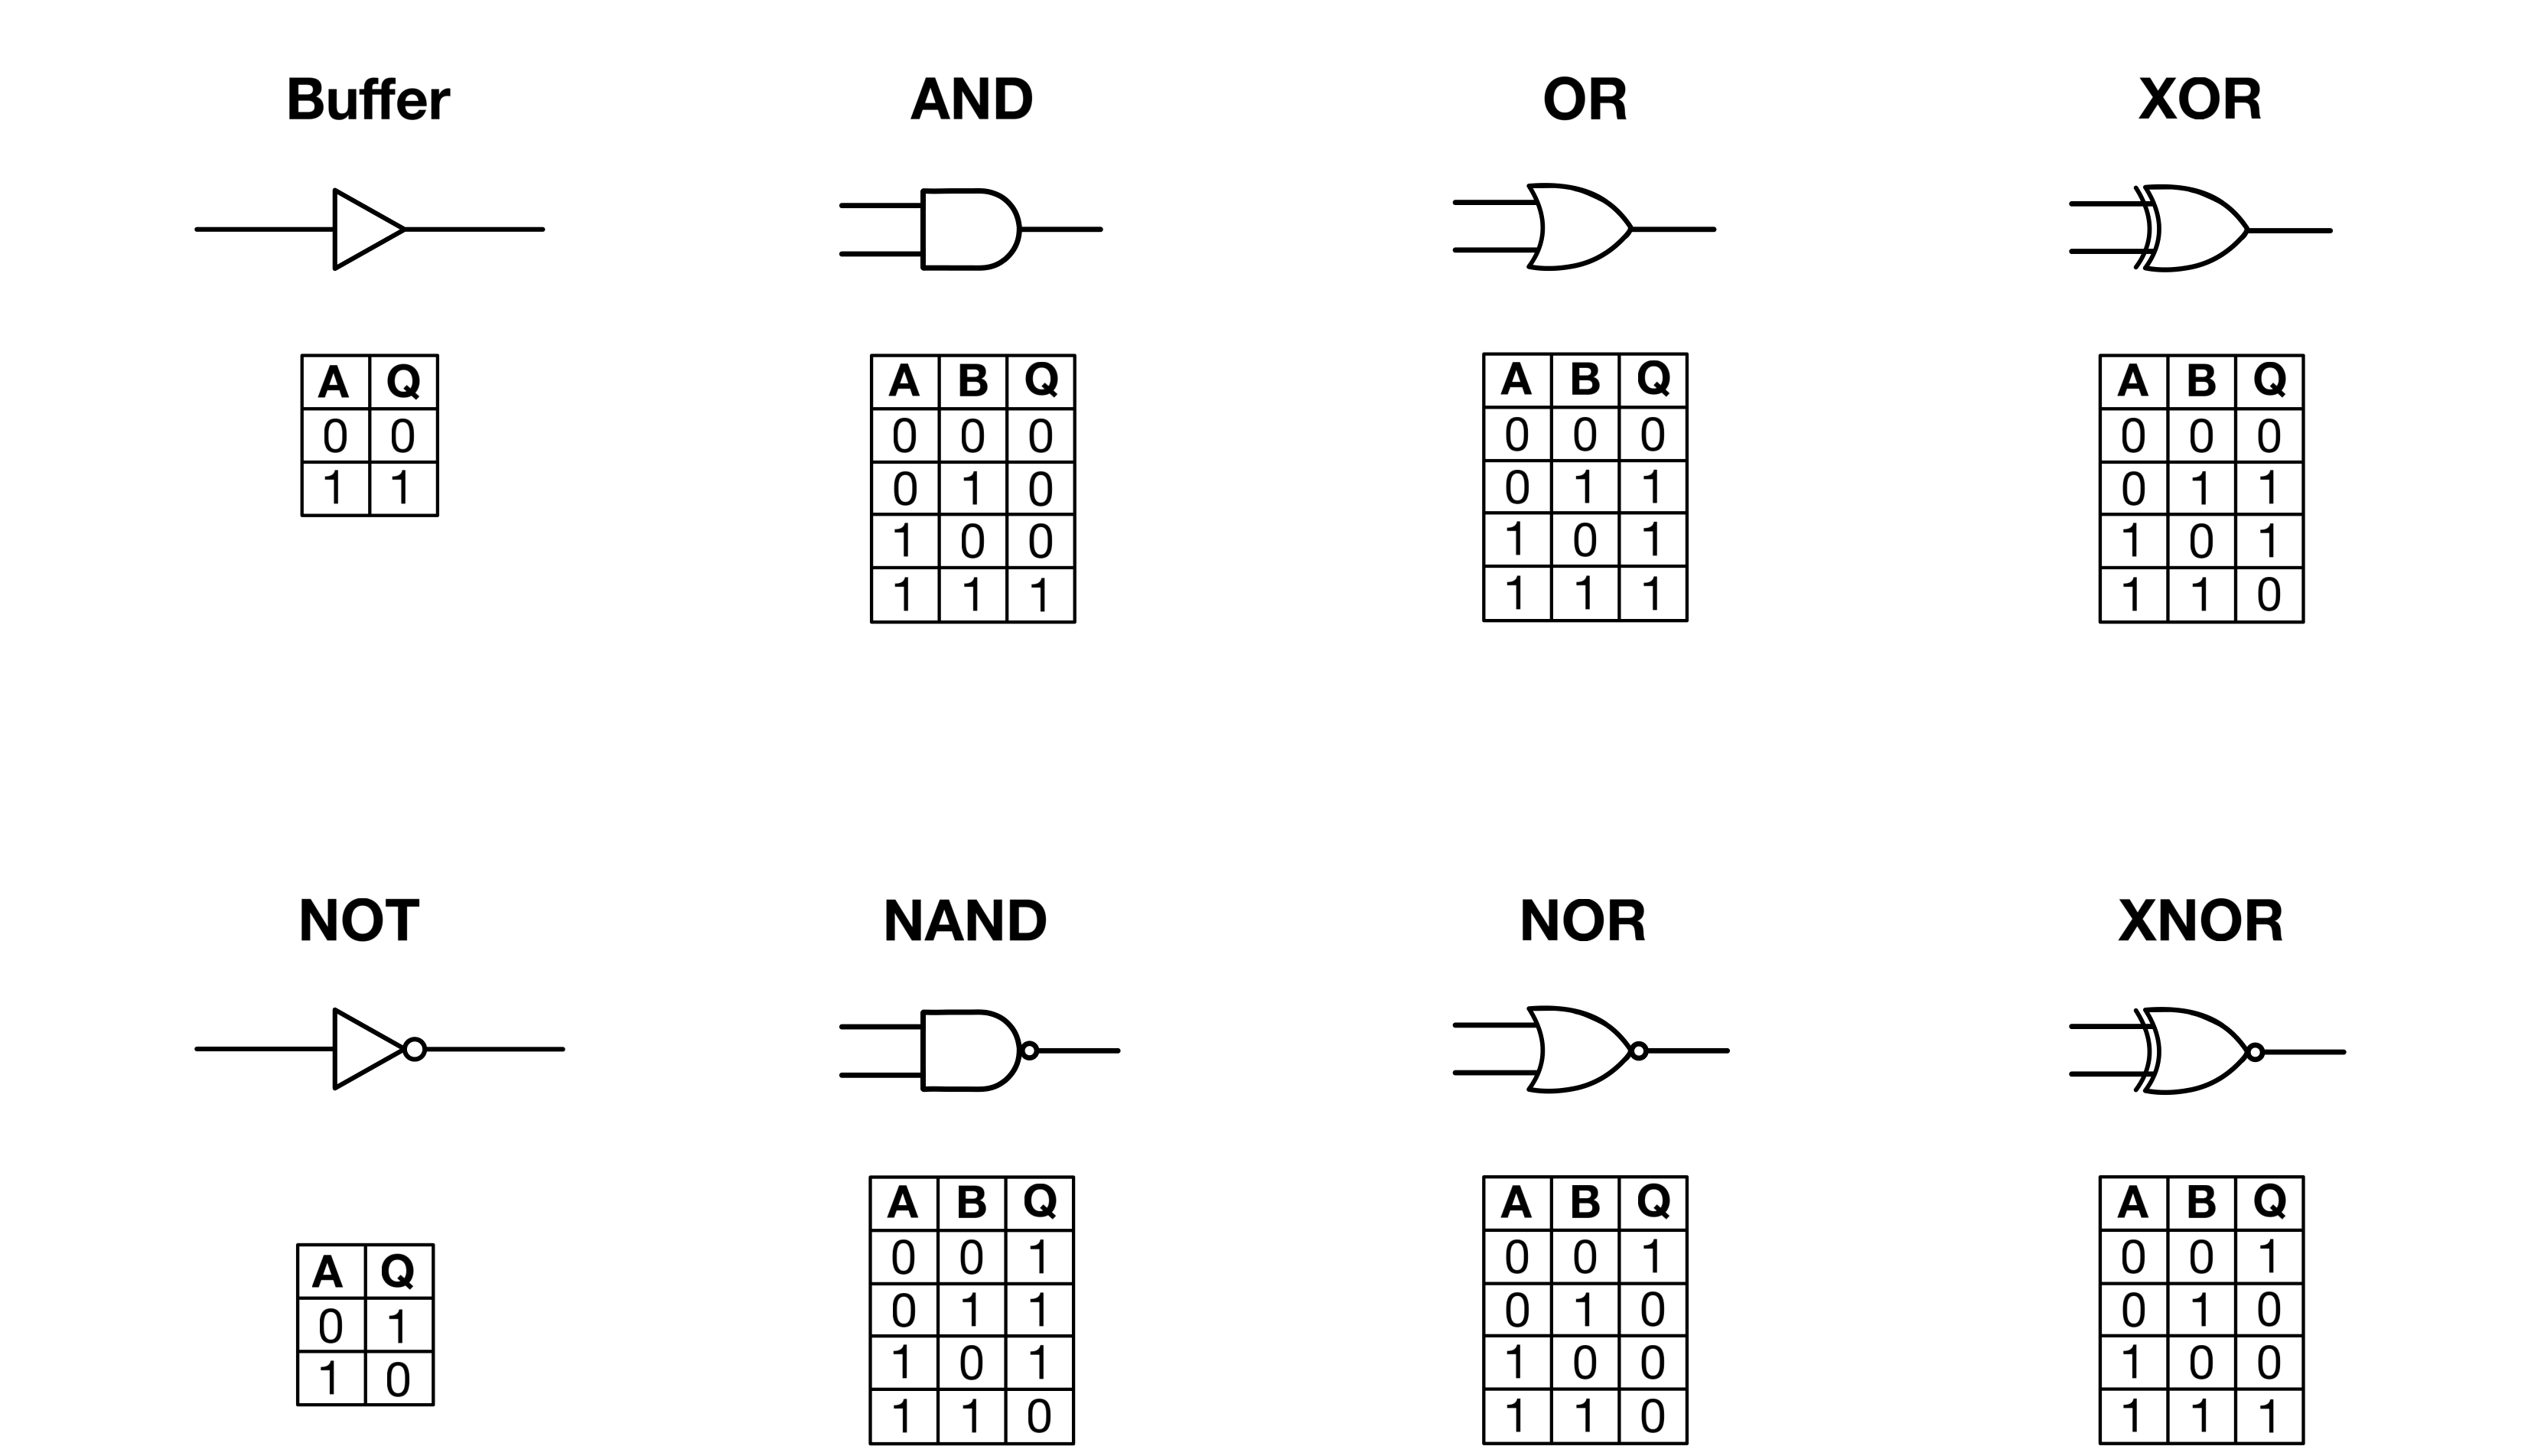 Buffer AND OR XOR
A Q A B Q A B Q A B Q
0 0 0 0 0 0 0 0 0 0 0
1 1 0 1 0 0 1 1 0 1 1
1 0 0 1 0 1 1 0 1
1 1 1 1 1 1 1 1 0
NOT NAND NOR XNOR
A B Q A B Q A B Q
A Q 0 0 1 0 0 1 0 0 1
0 1 0 1 1 0 1 0 0 1 0
1 0 1 0 1 1 0 0 1 0 0
1 1 0 1 1 0 1 1 1